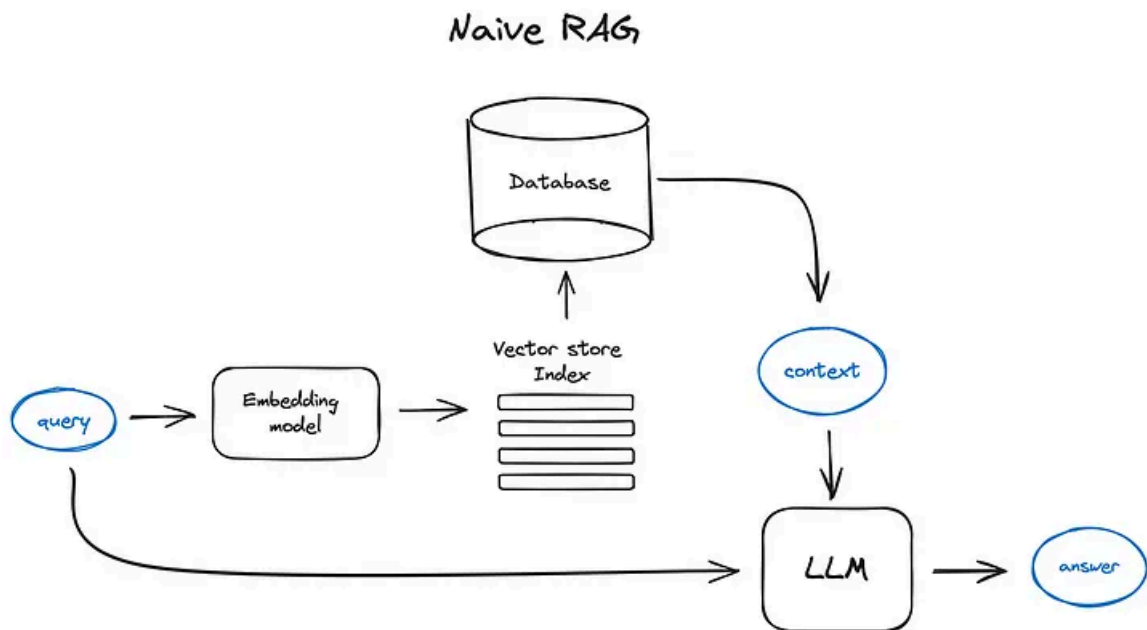 Naive RAG
Database
Vector store
Index
context
query
Embedding
model
LLM
answer